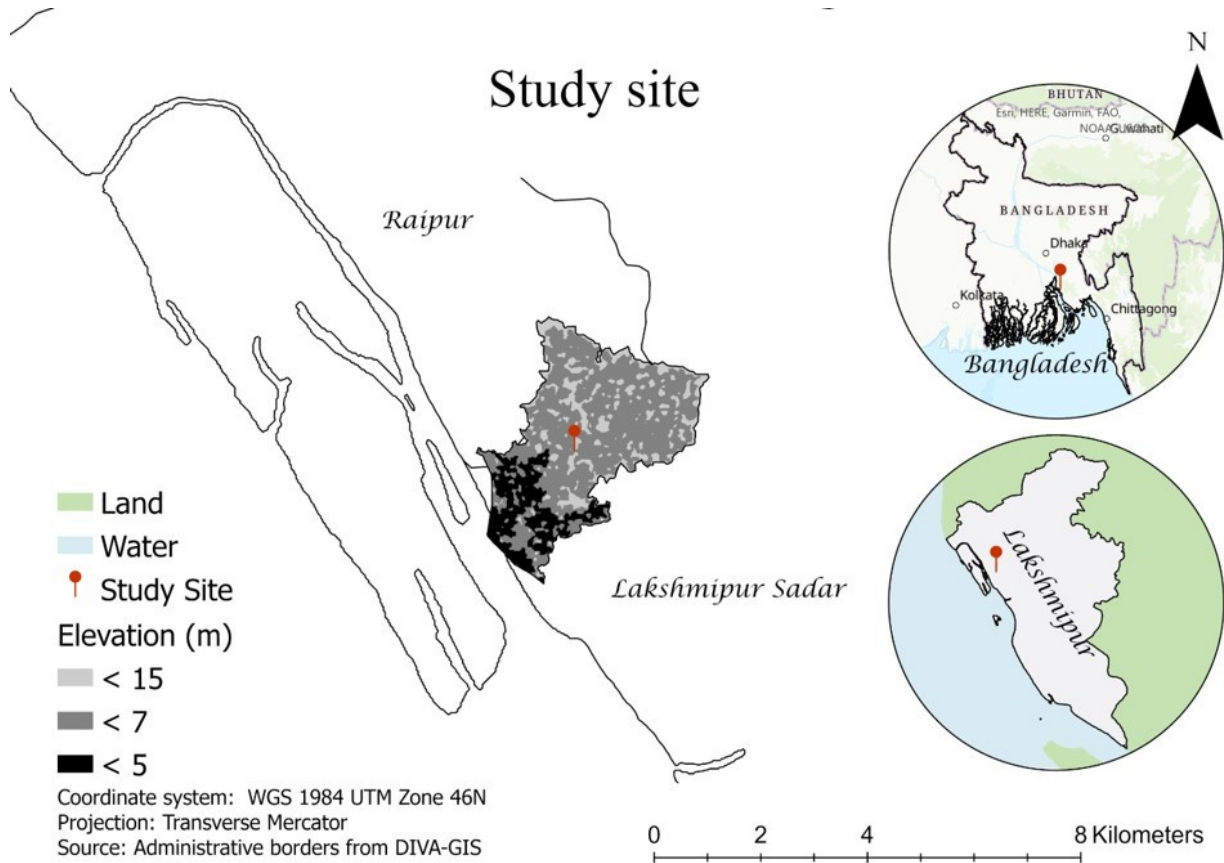 Study site
N
Raipur
Lakshmipur Sadar
BHUTAN
Esri, HERE, Garmin, FAO,
Guwahati
BANGLADESH
Dhaka
Kolkata
Chittagong
Bangladesh
Lakshmipur
Land
Water
Study Site
Elevation (m)
< 15
< 7
< 5
Coordinate system: WGS 1984 UTM Zone 46N
Projection: Transverse Mercator
Source: Administrative borders from DIVA-GIS
0 2 4 8 Kilometers